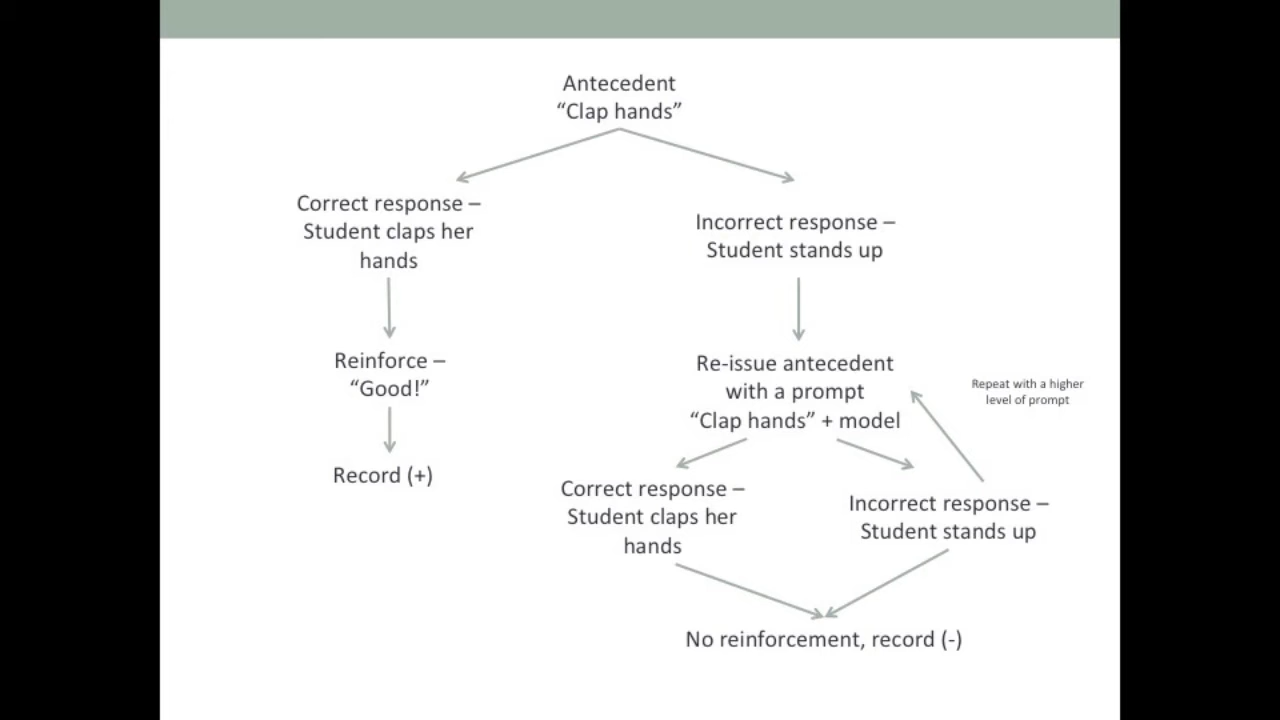 Antecedent
“Clap hands”
Correct response –
Student claps her
hands
Incorrect response –
Student stands up
Reinforce –
“Good!”
Re-issue antecedent
with a prompt
“Clap hands” + model
Repeat with a higher
level of prompt
Record (+)
Correct response –
Student claps her
hands
Incorrect response –
Student stands up
No reinforcement, record (-)